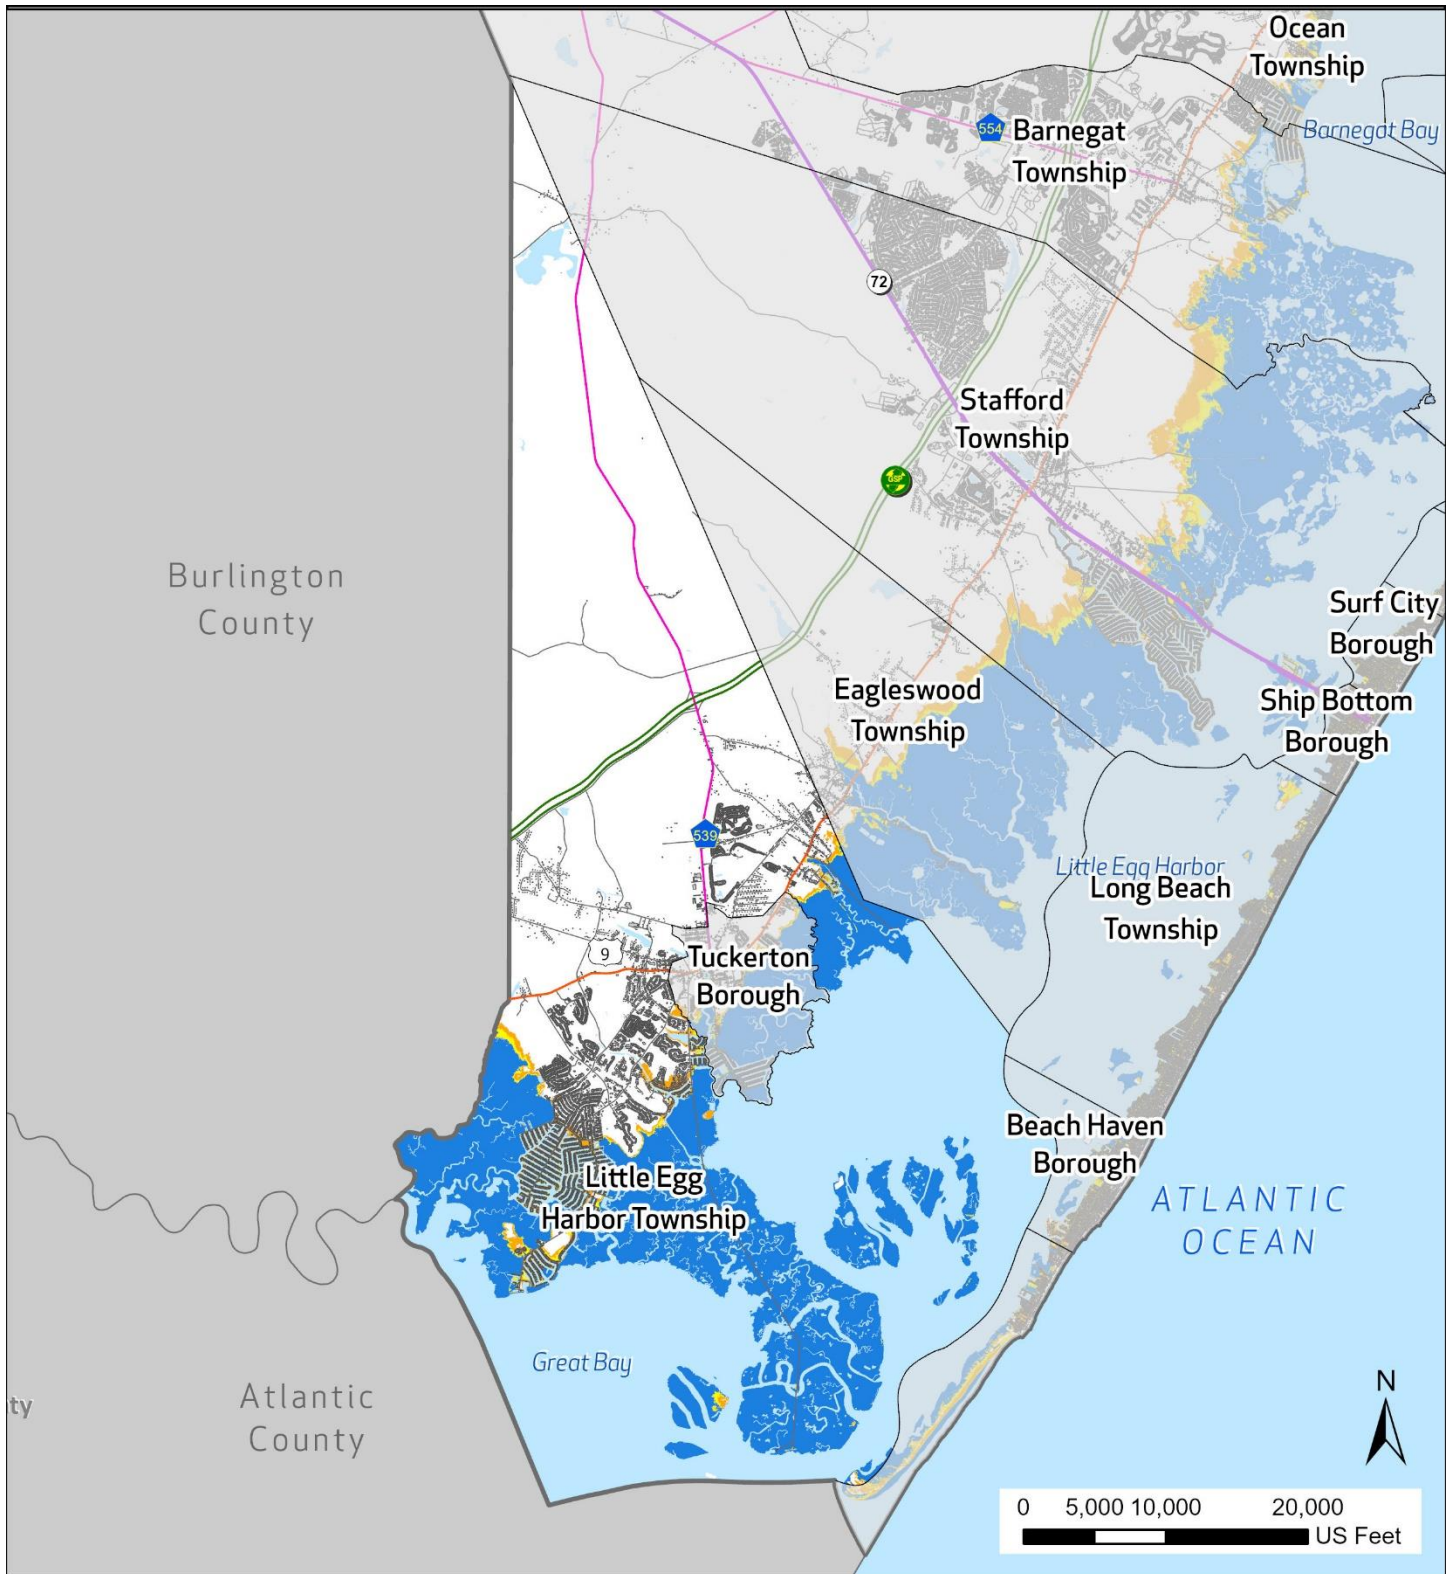 Ocean
Township
Barnegat Bay
554
Barnegat
Township
72
Stafford
Township
GSP
Burlington
County
Surf City
Borough
Ship Bottom
Borough
Eagleswood
Township
539
Little Egg Harbor
Long Beach
Township
9
Tuckerton
Borough
Beach Haven
Borough
Little Egg
Harbor Township
ATLANTIC
OCEAN
Great Bay
Atlantic
County
ty
N
0 5,000 10,000 20,000
US Feet